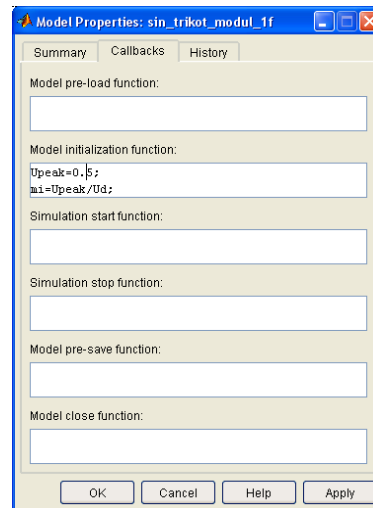 Model Properties: sin_trikot_modul_1f
Summary Callbacks History
Model pre-load function:
Model initialization function:
Upeak=0.5;
mi=Upeak/Ud;
Simulation start function:
Simulation stop function:
Model pre-save function:
Model close function:
OK Cancel Help Apply